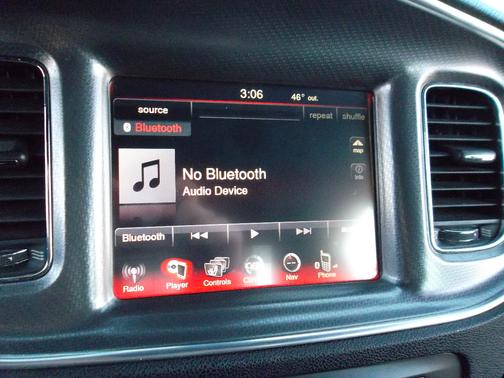 3:06 46° out.
source repeat shuffle
Bluetooth
map
No Bluetooth
Audio Device
info
Bluetooth
Radio Player Controls Nav Phone